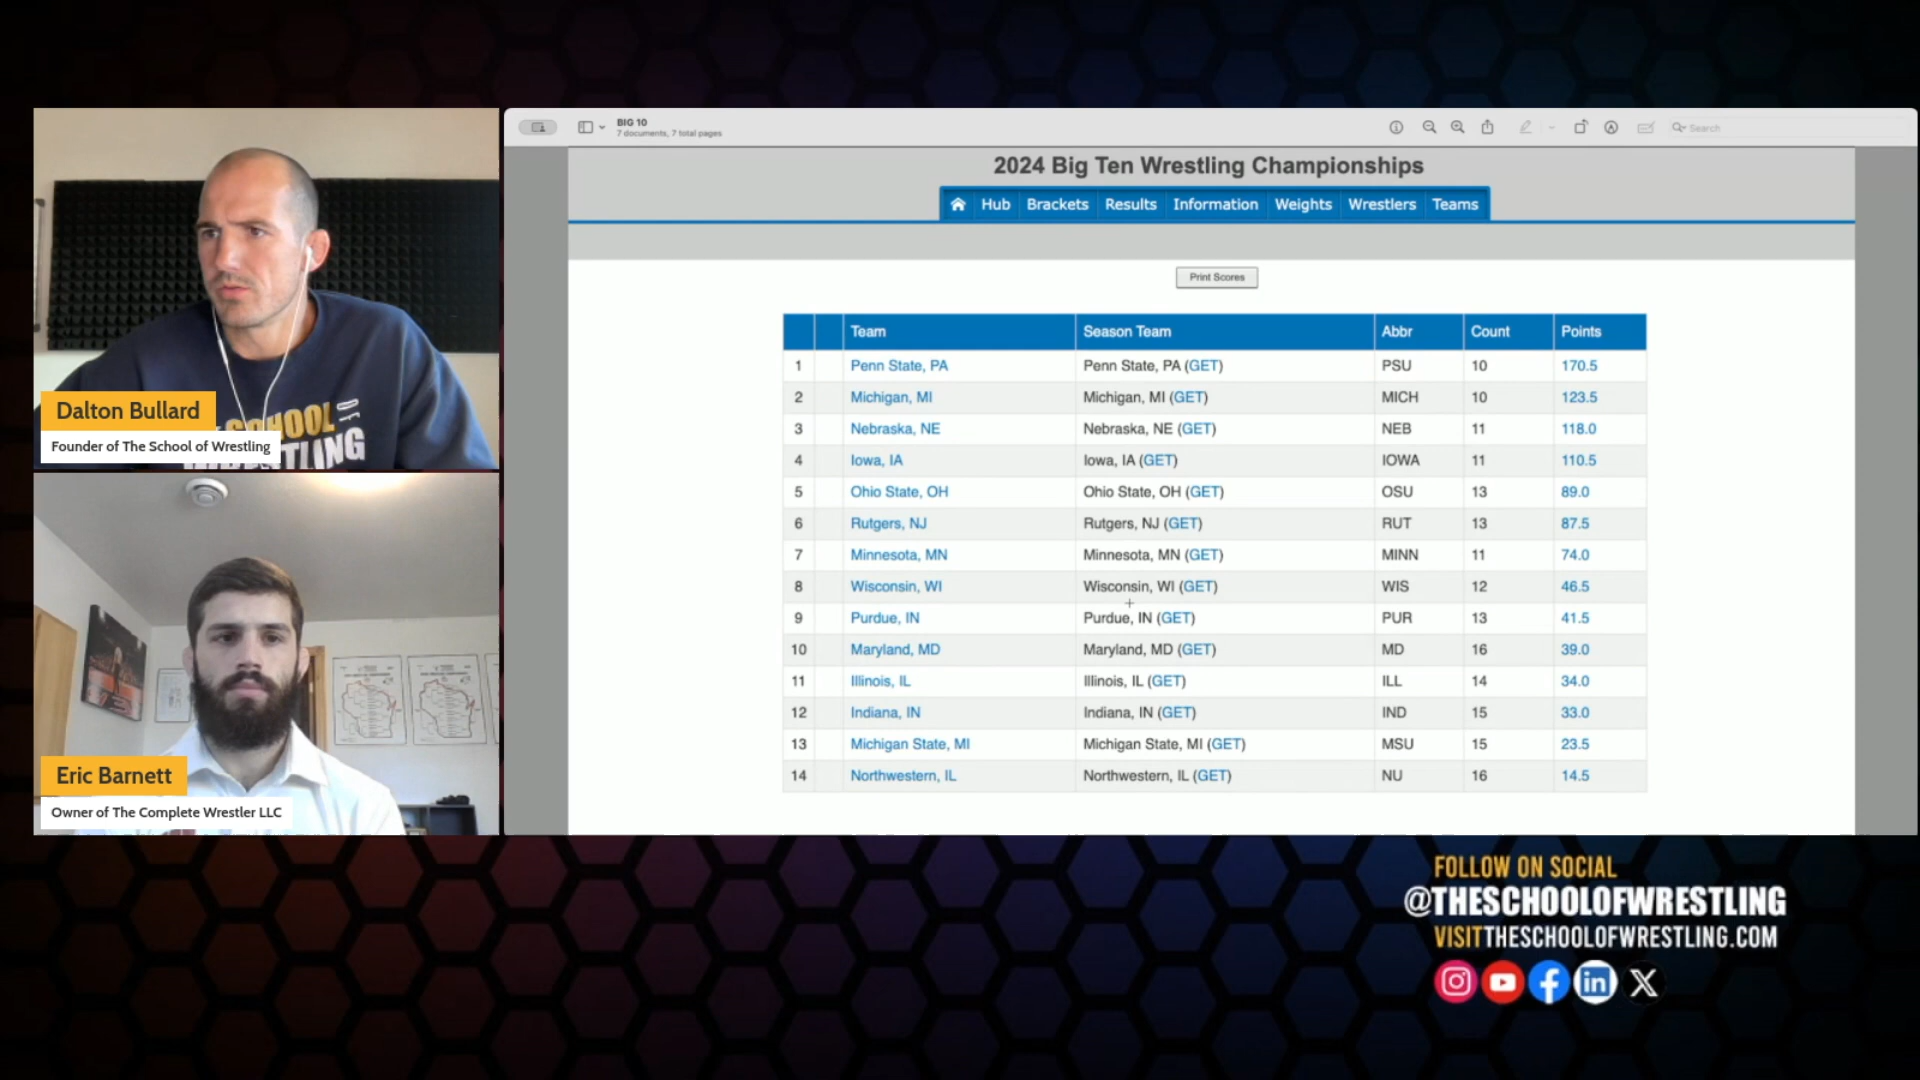 BIG 10
7 documents, 7 total pages
Search
2024 Big Ten Wrestling Championships
Hub Brackets Results Information Weights Wrestlers Teams
Print Scores
Team Season Team Abbr Count Points
1 Penn State, PA Penn State, PA (GET) PSU 10 170.5
2 Michigan, MI Michigan, MI (GET) MICH 10 123.5
3 Nebraska, NE Nebraska, NE (GET) NEB 11 118.0
4 Iowa, IA Iowa, IA (GET) IOWA 11 110.5
5 Ohio State, OH Ohio State, OH (GET) OSU 13 89.0
6 Rutgers, NJ Rutgers, NJ (GET) RUT 13 87.5
7 Minnesota, MN Minnesota, MN (GET) MINN 11 74.0
8 Wisconsin, WI Wisconsin, WI (GET) WIS 12 46.5
9 Purdue, IN Purdue, IN (GET) PUR 13 41.5
10 Maryland, MD Maryland, MD (GET) MD 16 39.0
11 Illinois, IL Illinois, IL (GET) ILL 14 34.0
12 Indiana, IN Indiana, IN (GET) IND 15 33.0
13 Michigan State, MI Michigan State, MI (GET) MSU 15 23.5
14 Northwestern, IL Northwestern, IL (GET) NU 16 14.5
SCHOOL OF
Dalton Bullard
Founder of The School of Wrestling
Eric Barnett
Owner of The Complete Wrestler LLC
FOLLOW ON SOCIAL
@THESCHOOLOFWRESTLING
VISITTHESCHOOLOFWRESTLING.COM